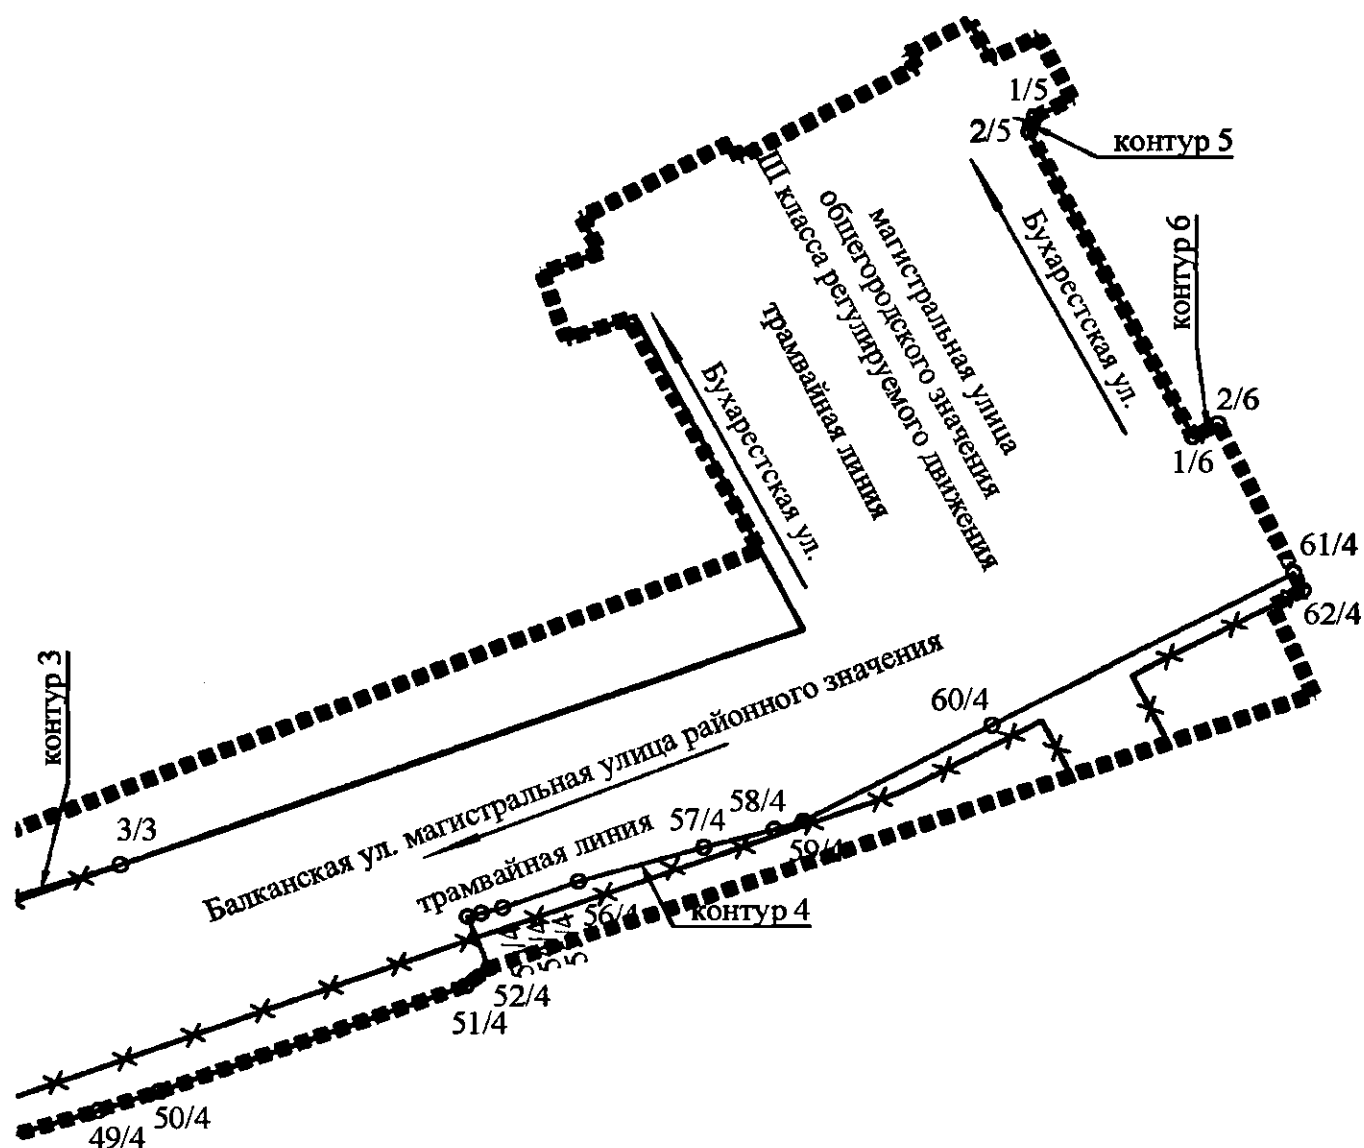 1/5
2/5
контур 5
III класса регулируемого движения
общегородского значения
магистральная улица
Бухарестская ул.
контур 6
трамвайная линия
Бухарестская ул.
2/6
1/6
61/4
62/4
контур 3
3/3
Балканская ул. магистральная улица районного значения
60/4
трамвайная линия
57/4
58/4
59/4
56/4
контур 4
52/4
51/4
50/4
49/4